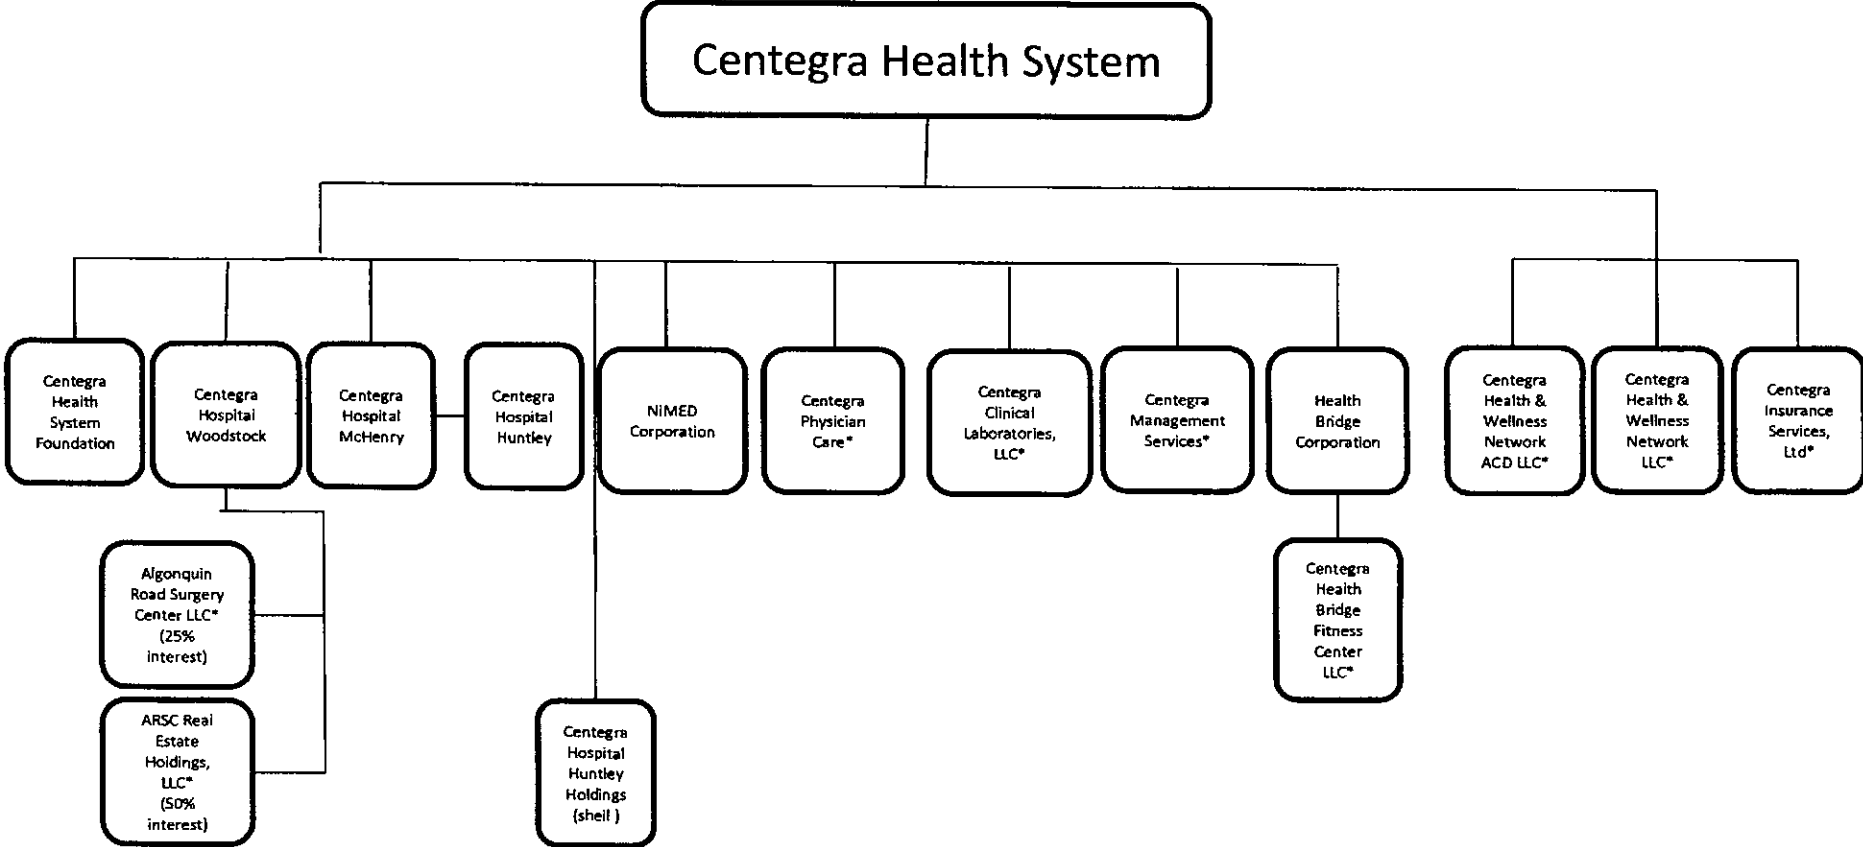 Centegra Health System
Centegra
Health
System
Foundation
Centegra
Hospital
Woodstock
Centegra
Hospital
McHenry
Centegra
Hospital
Huntley
NiMED
Corporation
Centegra
Physician
Care*
Centegra
Clinical
Laboratories,
LLC*
Centegra
Management
Services*
Health
Bridge
Corporation
Centegra
Health &
Wellness
Network
ACD LLC*
Centegra
Health &
Wellness
Network
LLC*
Centegra
Insurance
Services,
Ltd*
Algonquin
Road Surgery
Center LLC*
(25%
interest)
ARSC Real
Estate
Holdings,
LLC*
(50%
interest)
Centegra
Hospital
Huntley
Holdings
(shell )
Centegra
Health
Bridge
Fitness
Center
LLC*